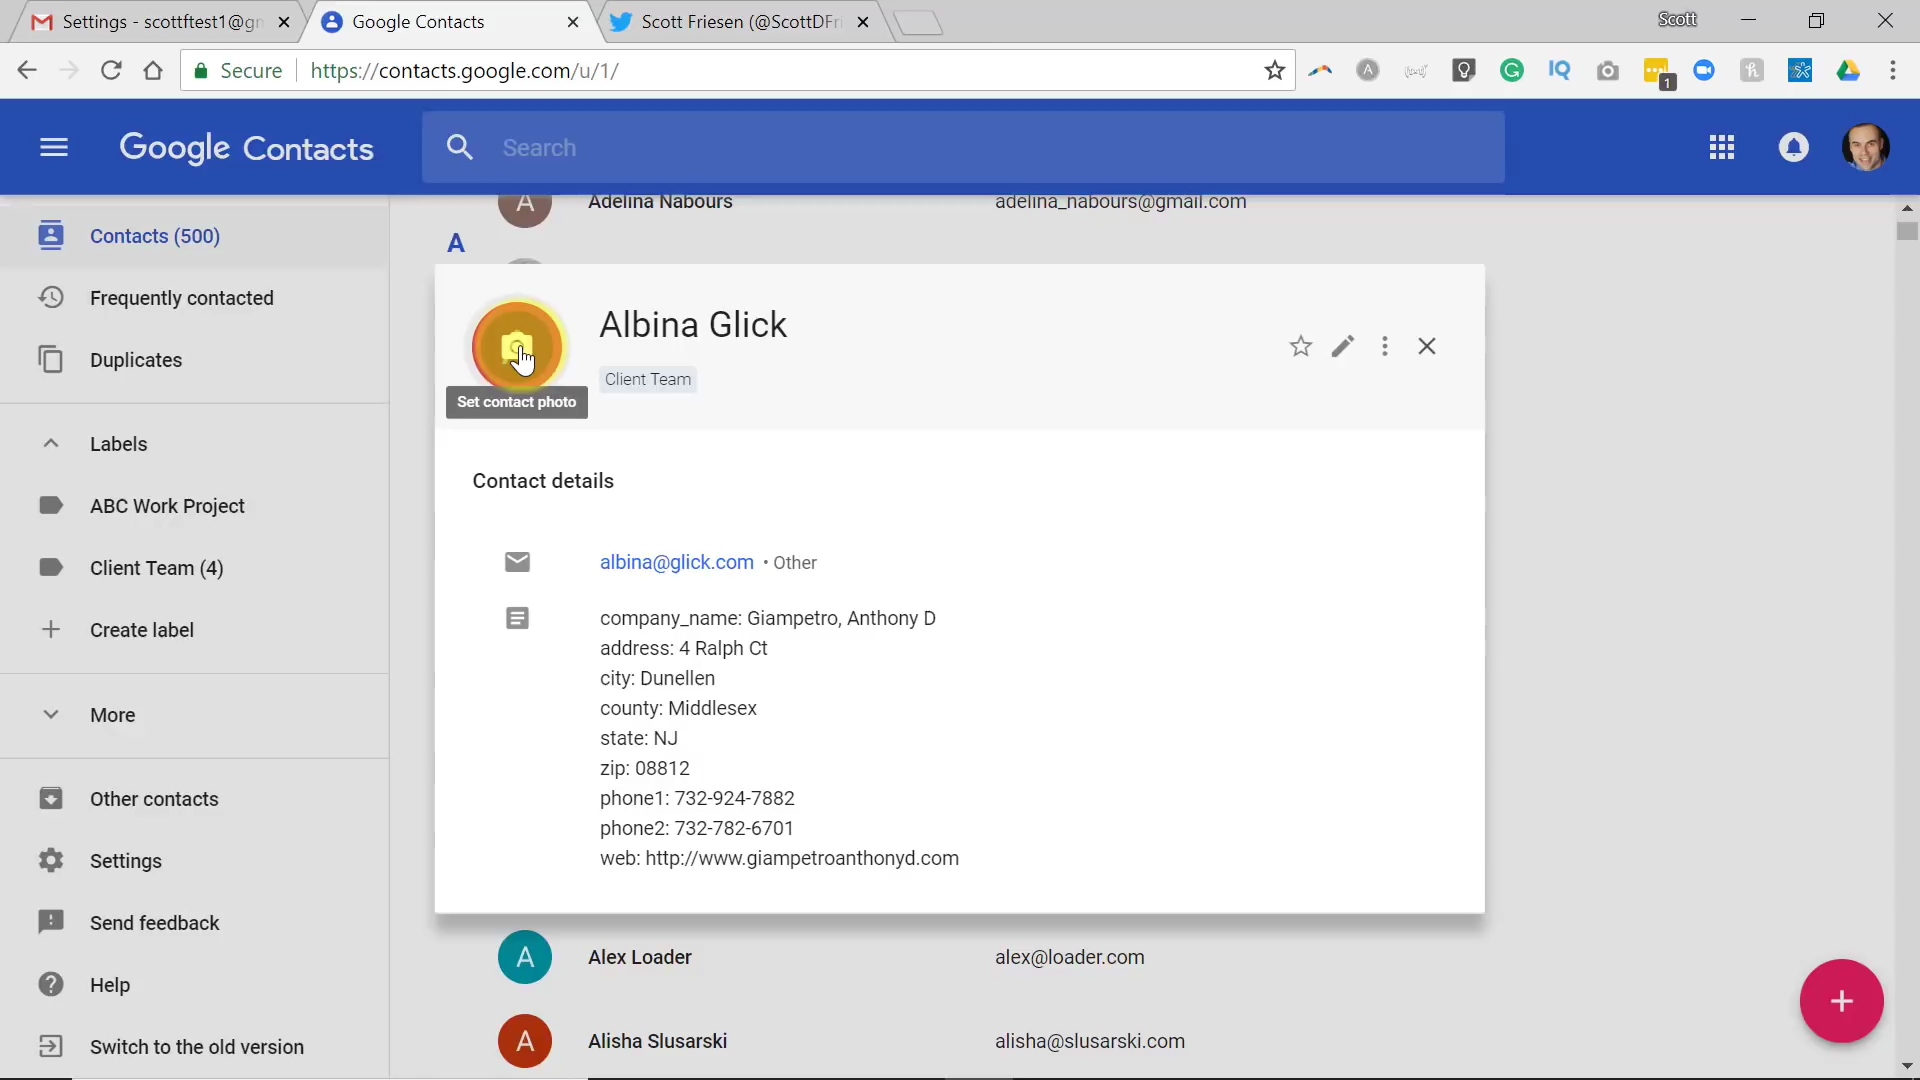 Settings - scottftest1@gm
Google Contacts
Scott Friesen (@ScottDFri
Scott
Secure
https://contacts.google.com/u/1/
1
Google Contacts
Search
Contacts (500)
Frequently contacted
Duplicates
Labels
ABC Work Project
Client Team (4)
Create label
More
Other contacts
Settings
Send feedback
Help
Switch to the old version
A
Adelina Nabours
adelina_nabours@gmail.com
A
Albina Glick
Client Team
Set contact photo
Contact details
albina@glick.com • Other
company_name: Giampetro, Anthony D
address: 4 Ralph Ct
city: Dunellen
county: Middlesex
state: NJ
zip: 08812
phone1: 732-924-7882
phone2: 732-782-6701
web: http://www.giampetroanthonyd.com
A
Alex Loader
alex@loader.com
A
Alisha Slusarski
alisha@slusarski.com